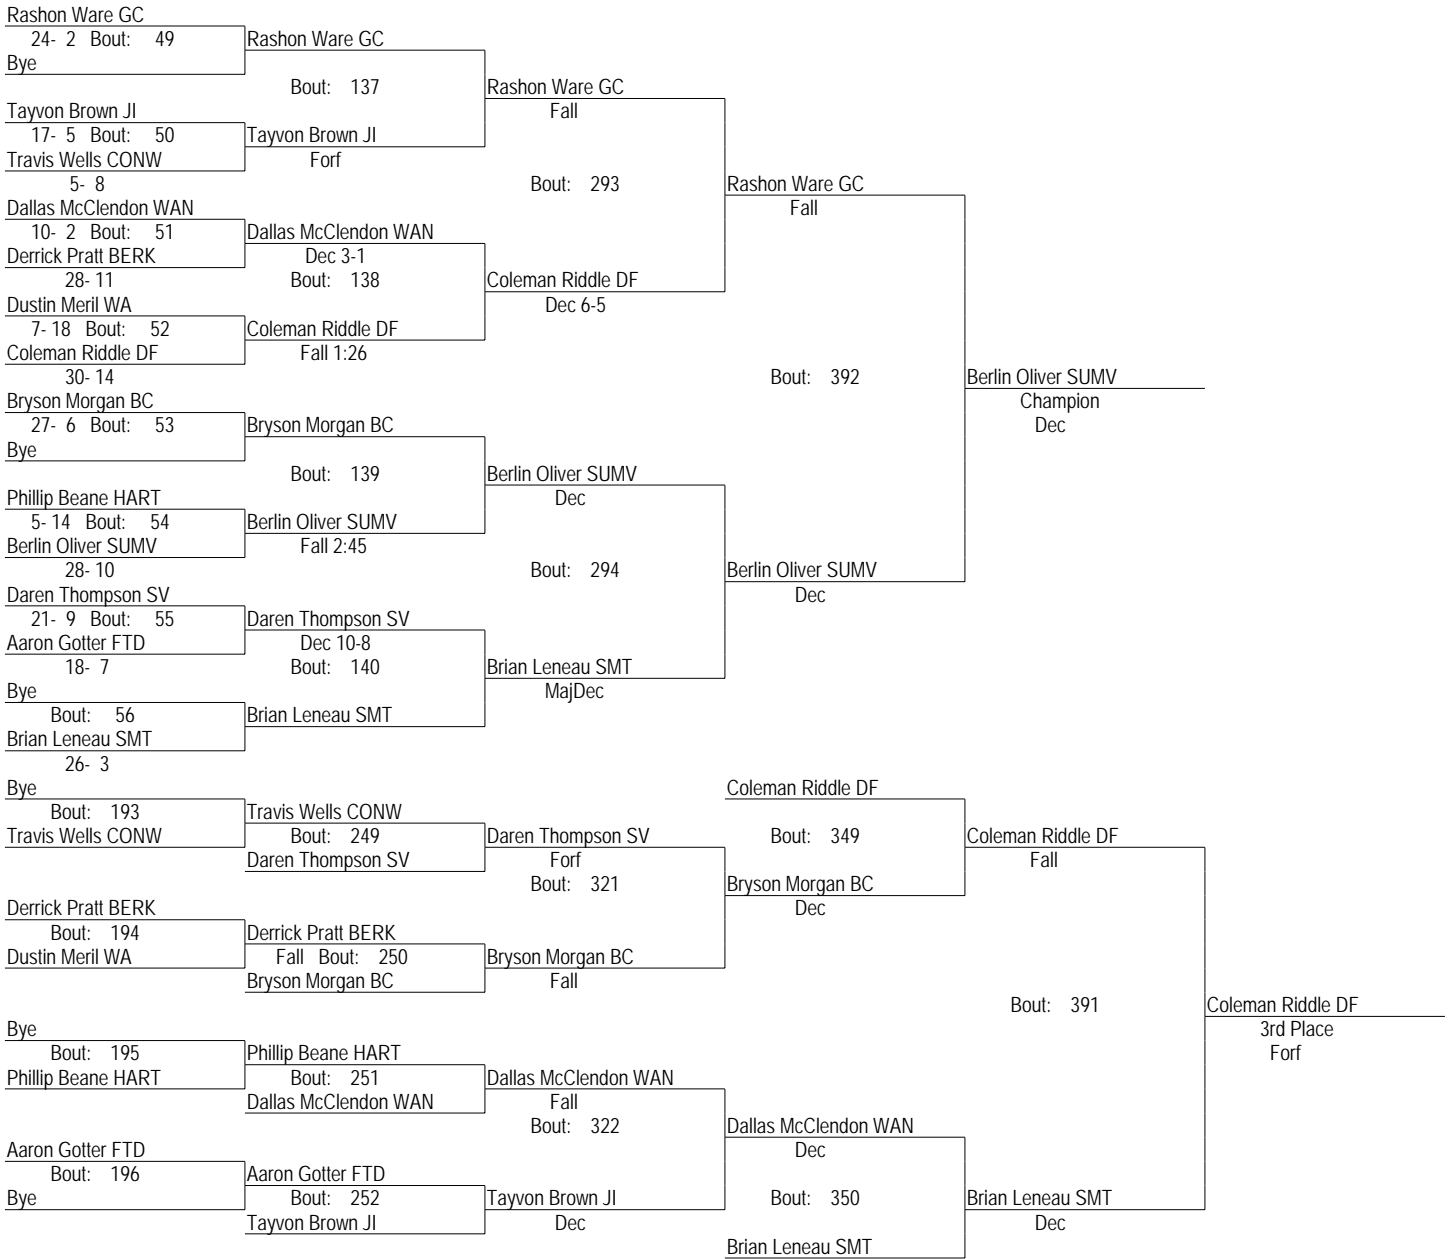 Rashon Ware GC
24- 2 Bout: 49 Rashon Ware GC
Bye
Bout: 137 Rashon Ware GC
Tayvon Brown JI Fall
17- 5 Bout: 50 Tayvon Brown JI
Travis Wells CONW Forf
5- 8 Bout: 293 Rashon Ware GC
Dallas McClendon WAN Fall
10- 2 Bout: 51 Dallas McClendon WAN
Derrick Pratt BERK Dec 3-1
28- 11 Bout: 138 Coleman Riddle DF
Dustin Meril WA Dec 6-5
7- 18 Bout: 52 Coleman Riddle DF
Coleman Riddle DF Fall 1:26
30- 14 Bout: 392 Berlin Oliver SUMV
Bryson Morgan BC Champion
27- 6 Bout: 53 Bryson Morgan BC Dec
Bye
Bout: 139 Berlin Oliver SUMV
Phillip Beane HART Dec
5- 14 Bout: 54 Berlin Oliver SUMV
Berlin Oliver SUMV Fall 2:45
28- 10 Bout: 294 Berlin Oliver SUMV
Daren Thompson SV Dec
21- 9 Bout: 55 Daren Thompson SV
Aaron Gotter FTD Dec 10-8
18- 7 Bout: 140 Brian Leneau SMT
Bye MajDec
Bout: 56 Brian Leneau SMT
Brian Leneau SMT
26- 3
Bye Coleman Riddle DF
Bout: 193 Travis Wells CONW
Travis Wells CONW Bout: 249 Daren Thompson SV Bout: 349 Coleman Riddle DF
Daren Thompson SV Forf Fall
Bout: 321 Bryson Morgan BC
Derrick Pratt BERK Dec
Bout: 194 Derrick Pratt BERK
Dustin Meril WA Fall Bout: 250 Bryson Morgan BC
Bryson Morgan BC Fall
Bout: 391 Coleman Riddle DF
Bye 3rd Place
Bout: 195 Phillip Beane HART Forf
Phillip Beane HART Bout: 251 Dallas McClendon WAN
Dallas McClendon WAN Fall
Bout: 322 Dallas McClendon WAN
Aaron Gotter FTD Dec
Bout: 196 Aaron Gotter FTD
Bye Bout: 252 Tayvon Brown JI Bout: 350 Brian Leneau SMT
Tayvon Brown JI Dec Dec
Brian Leneau SMT